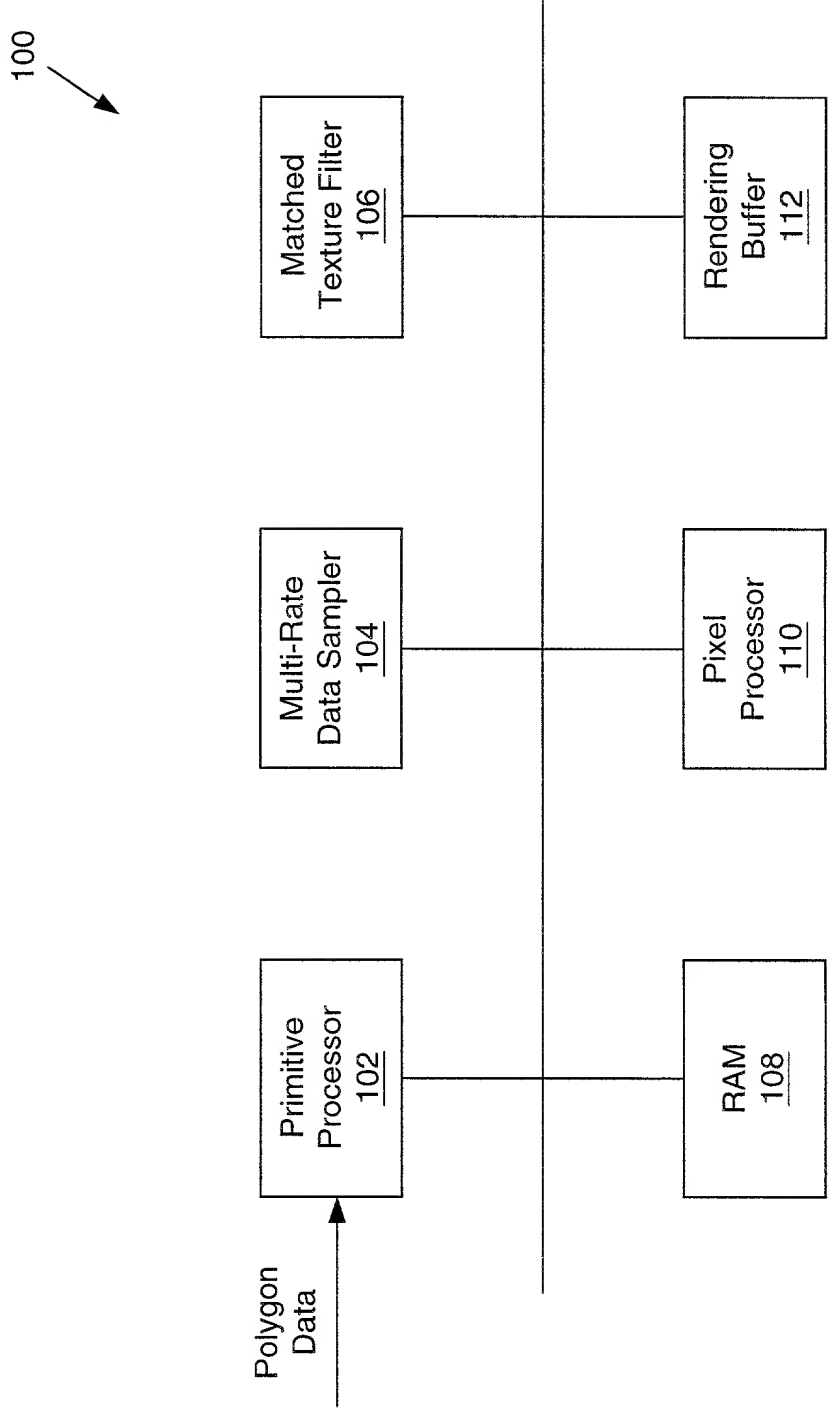 100
Polygon
Data
Primitive
Processor
102
Multi-Rate
Data Sampler
104
Matched
Texture Filter
106
RAM
108
Pixel
Processor
110
Rendering
Buffer
112